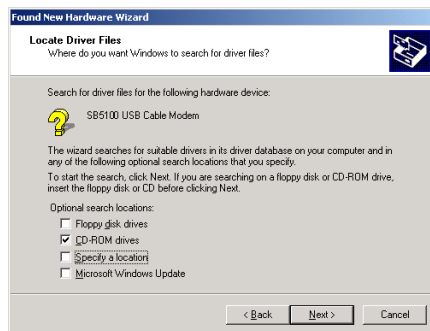 Found New Hardware Wizard
Locate Driver Files
Where do you want Windows to search for driver files?
Search for driver files for the following hardware device:
SB5100 USB Cable Modem
The wizard searches for suitable drivers in its driver database on your computer and in
any of the following optional search locations that you specify.
To start the search, click Next. If you are searching on a floppy disk or CD-ROM drive,
insert the floppy disk or CD before clicking Next.
Optional search locations:
Floppy disk drives
CD-ROM drives
Specify a location
Microsoft Windows Update
< Back Next > Cancel